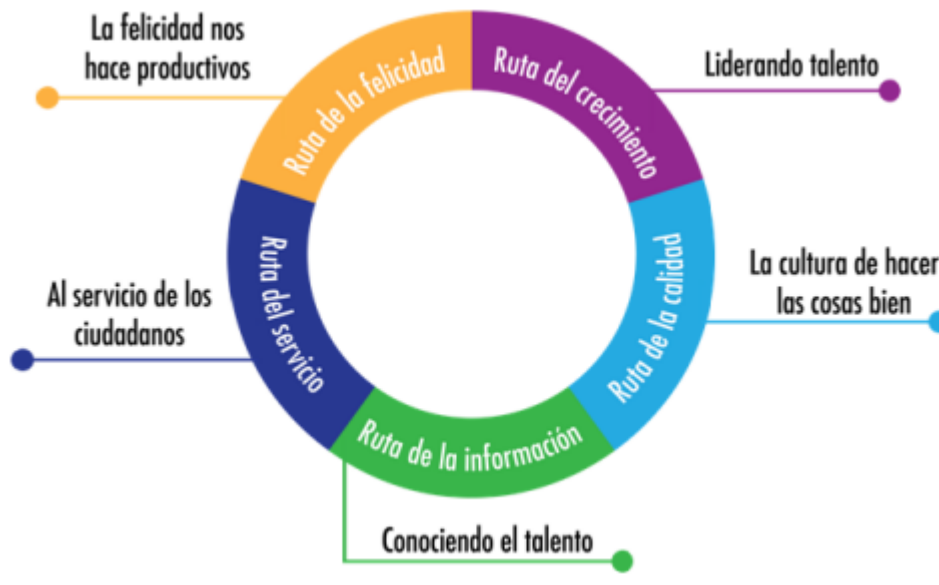 La felicidad nos
hace productivos
Ruta de la felicidad
Ruta del crecimiento
Liderando talento
Ruta de la calidad
La cultura de hacer
las cosas bien
Ruta de la información
Conociendo el talento
Ruta del servicio
Al servicio de los
ciudadanos